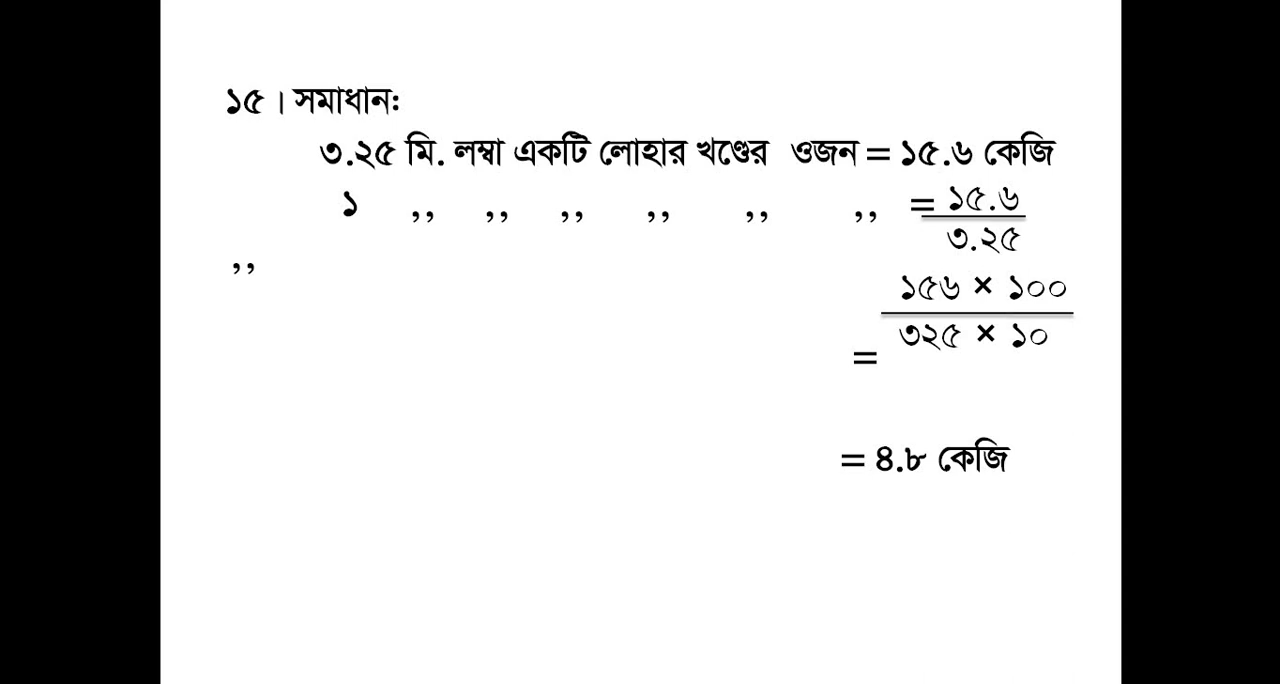 ১৫। সমাধানঃ
৩.২৫ মি. লম্বা একটি লোহার খণ্ডের ওজন = ১৫.৬ কেজি
১ ,, ,, ,, ,, ,, ,, = ১৫.৬
৩.২৫
,,
১৫৬ × ১০০
৩২৫ × ১০
=
= ৪.৮ কেজি